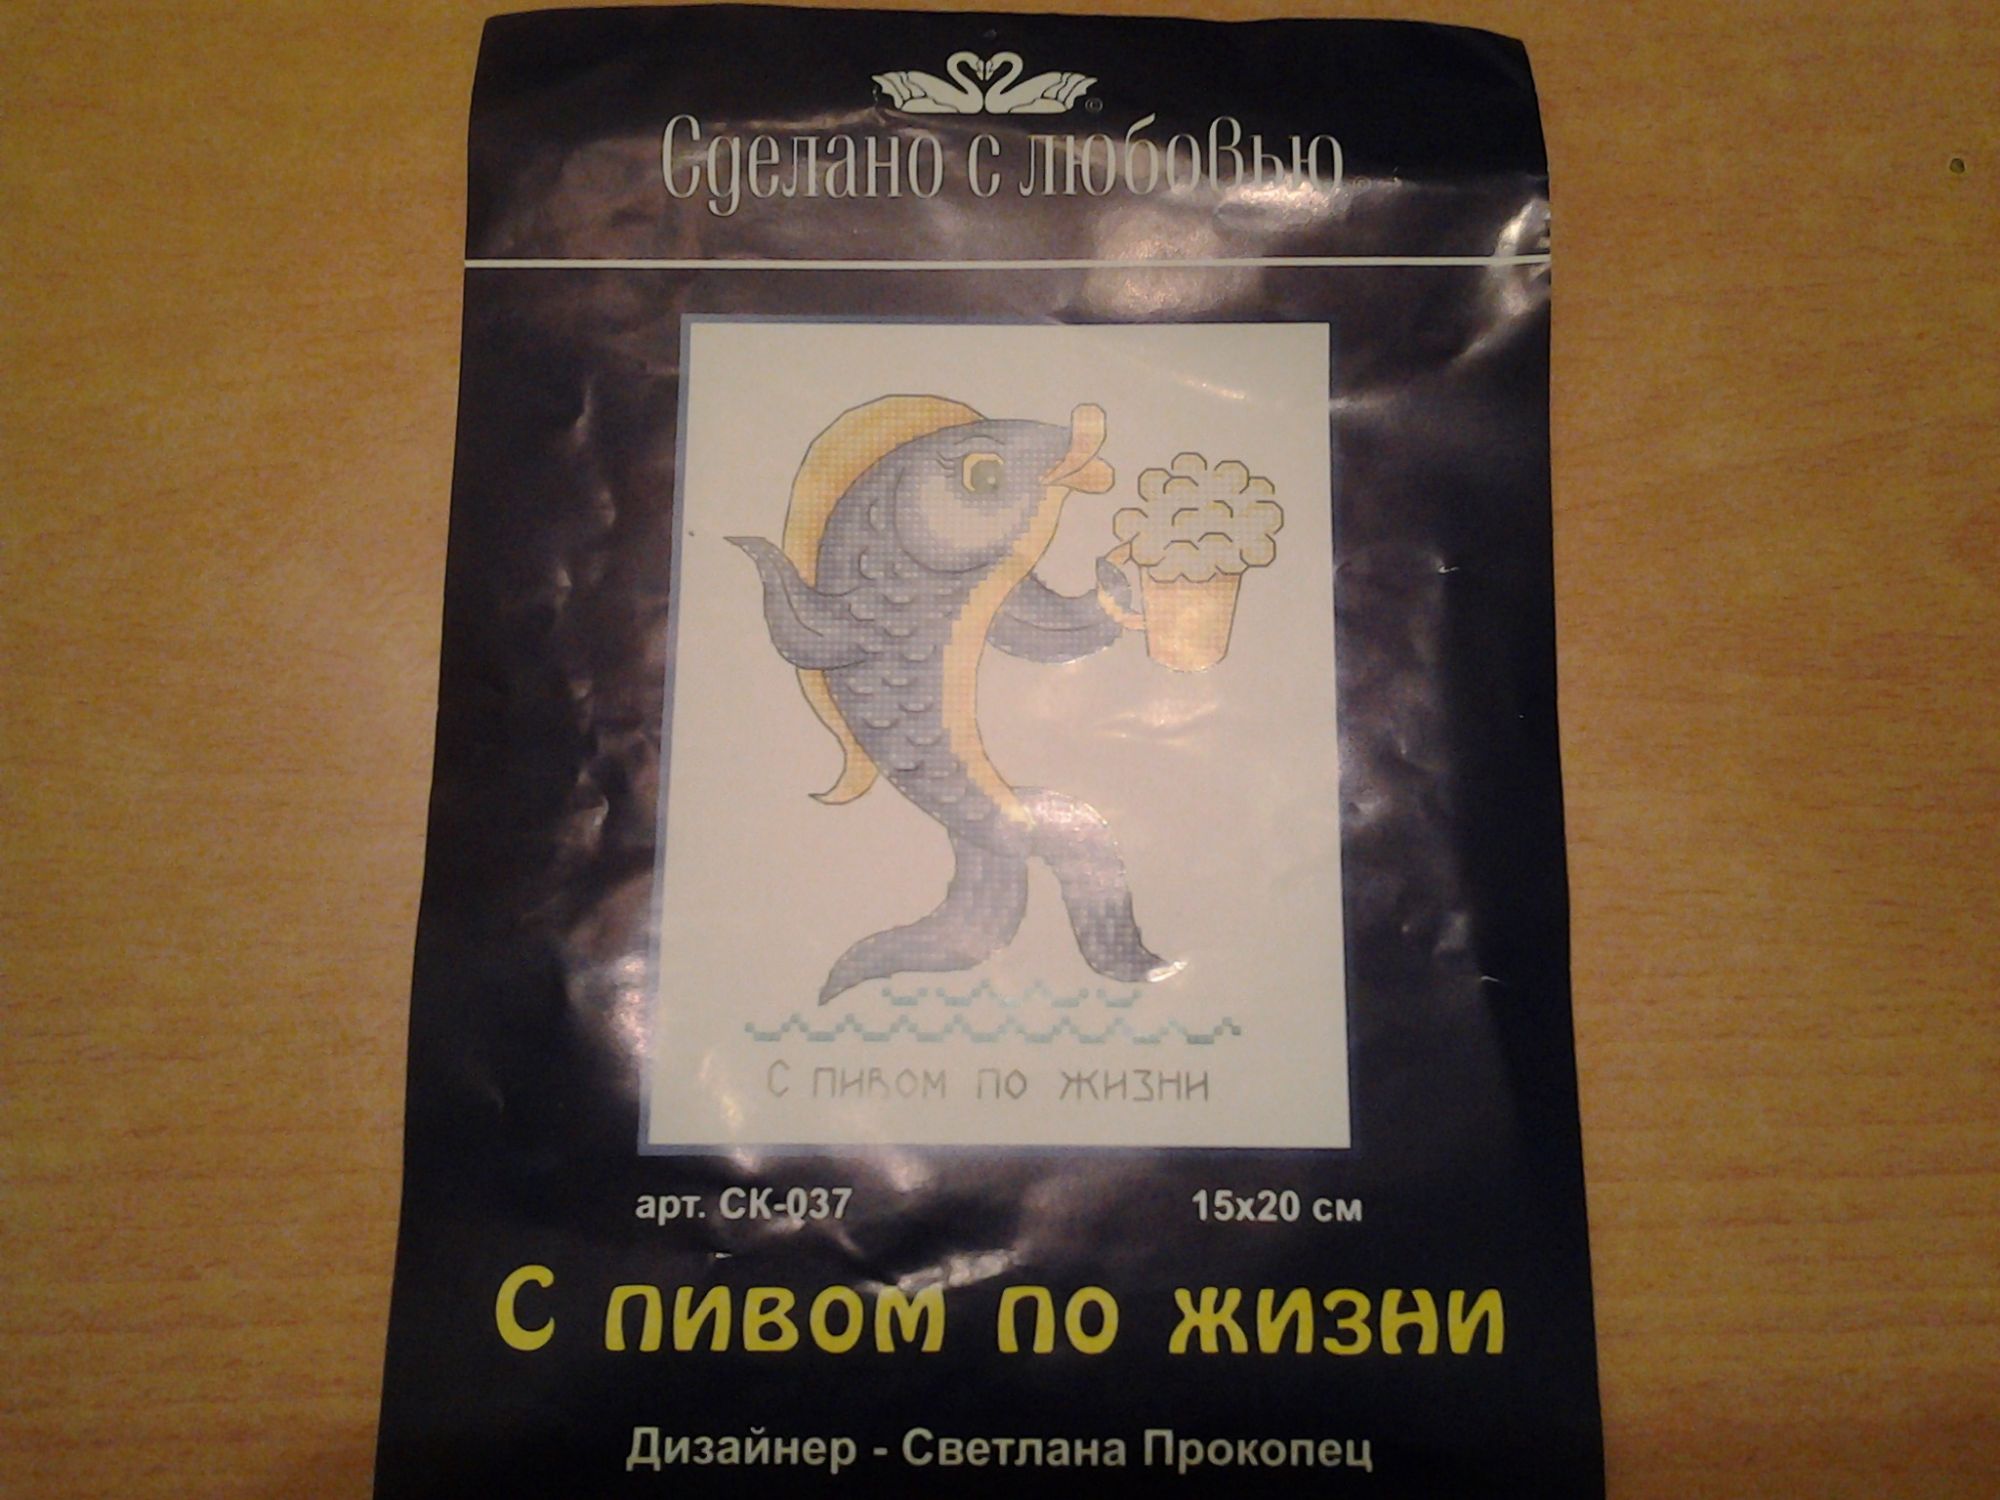 Сделано с любовью
С пивом по жизни
арт. СК-037 15х20 см
С пивом по жизни
Дизайнер - Светлана Прокопец